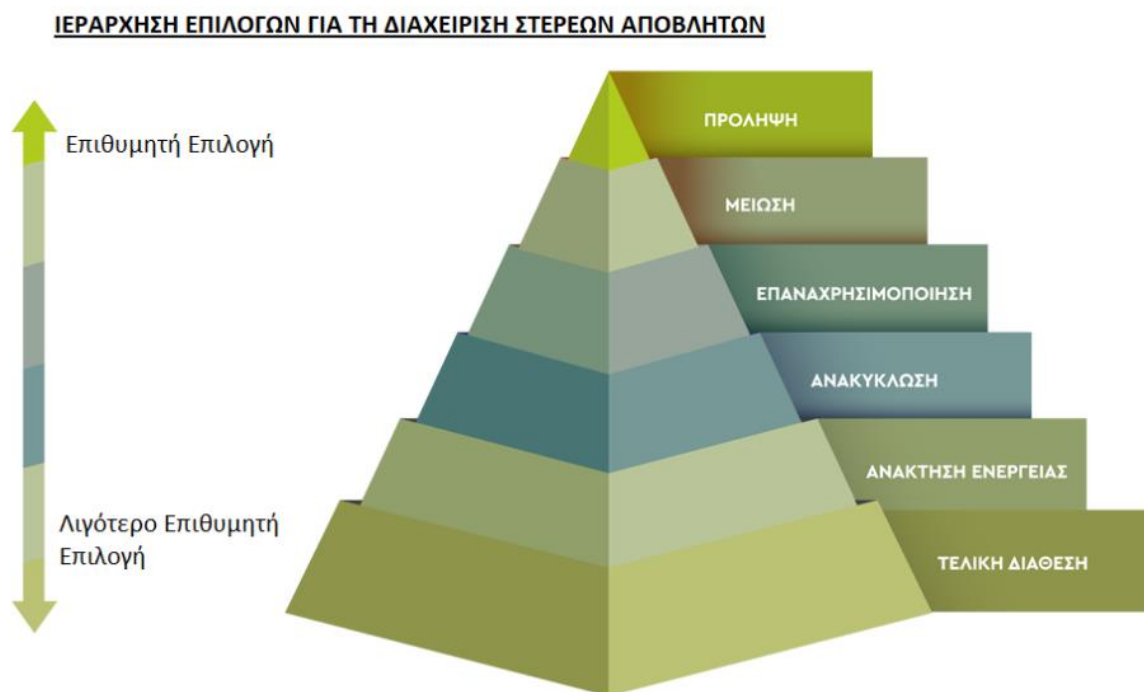 ΙΕΡΑΡΧΗΣΗ ΕΠΙΛΟΓΩΝ ΓΙΑ ΤΗ ΔΙΑΧΕΙΡΙΣΗ ΣΤΕΡΕΩΝ ΑΠΟΒΛΗΤΩΝ
Επιθυμητή Επιλογή
ΠΡΟΛΗΨΗ
ΜΕΙΩΣΗ
ΕΠΑΝΑΧΡΗΣΙΜΟΠΟΙΗΣΗ
ΑΝΑΚΥΚΛΩΣΗ
ΑΝΑΚΤΗΣΗ ΕΝΕΡΓΕΙΑΣ
Λιγότερο Επιθυμητή
Επιλογή
ΤΕΛΙΚΗ ΔΙΑΘΕΣΗ